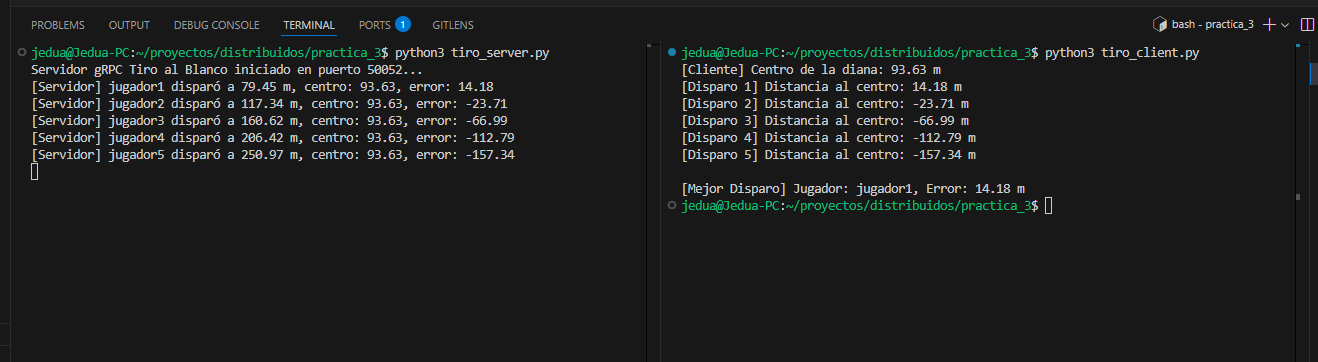 PROBLEMS OUTPUT DEBUG CONSOLE TERMINAL PORTS 1 GITLENS
bash - practica_3
jedua@Jedua-PC:~/proyectos/distribuidos/practica_3$ python3 tiro_server.py
Servidor gRPC Tiro al Blanco iniciado en puerto 50052...
[Servidor] jugador1 disparó a 79.45 m, centro: 93.63, error: 14.18
[Servidor] jugador2 disparó a 117.34 m, centro: 93.63, error: -23.71
[Servidor] jugador3 disparó a 160.62 m, centro: 93.63, error: -66.99
[Servidor] jugador4 disparó a 206.42 m, centro: 93.63, error: -112.79
[Servidor] jugador5 disparó a 250.97 m, centro: 93.63, error: -157.34
jedua@Jedua-PC:~/proyectos/distribuidos/practica_3$ python3 tiro_client.py
[Cliente] Centro de la diana: 93.63 m
[Disparo 1] Distancia al centro: 14.18 m
[Disparo 2] Distancia al centro: -23.71 m
[Disparo 3] Distancia al centro: -66.99 m
[Disparo 4] Distancia al centro: -112.79 m
[Disparo 5] Distancia al centro: -157.34 m
[Mejor Disparo] Jugador: jugador1, Error: 14.18 m
jedua@Jedua-PC:~/proyectos/distribuidos/practica_3$